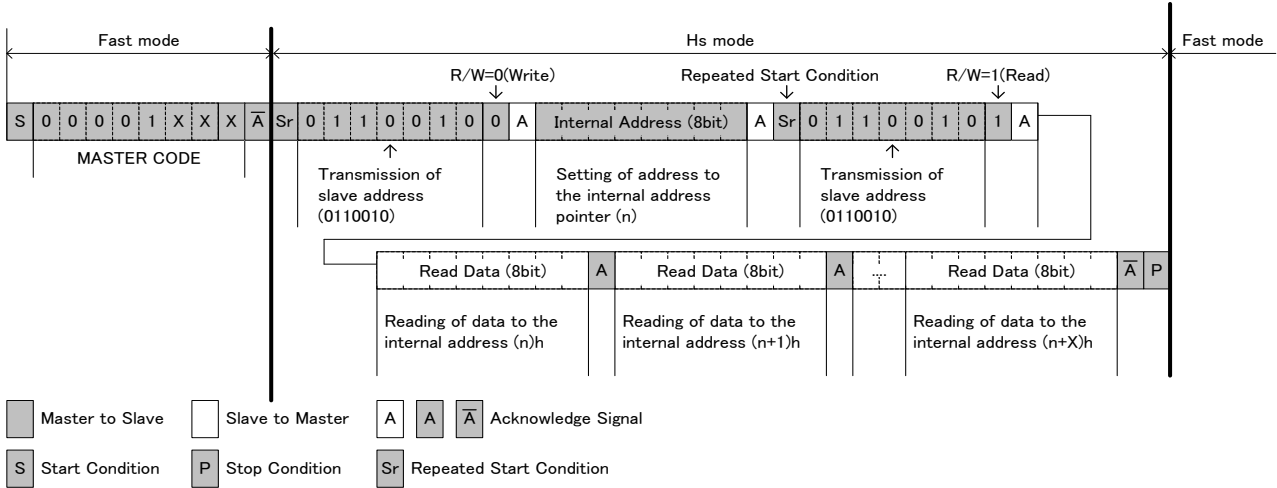 Fast mode Hs mode Fast mode
R/W=0(Write) Repeated Start Condition R/W=1(Read)
S 0 0 0 0 1 X X X A̅ Sr 0 1 1 0 0 1 0 0 A Internal Address (8bit) A Sr 0 1 1 0 0 1 0 1 A
MASTER CODE
Transmission of
slave address
(0110010)
Setting of address to
the internal address
pointer (n)
Transmission of
slave address
(0110010)
Read Data (8bit) A Read Data (8bit) A .... Read Data (8bit) A̅ P
Reading of data to the
internal address (n)h
Reading of data to the
internal address (n+1)h
Reading of data to the
internal address (n+X)h
Master to Slave Slave to Master A A A̅ Acknowledge Signal
S Start Condition P Stop Condition Sr Repeated Start Condition